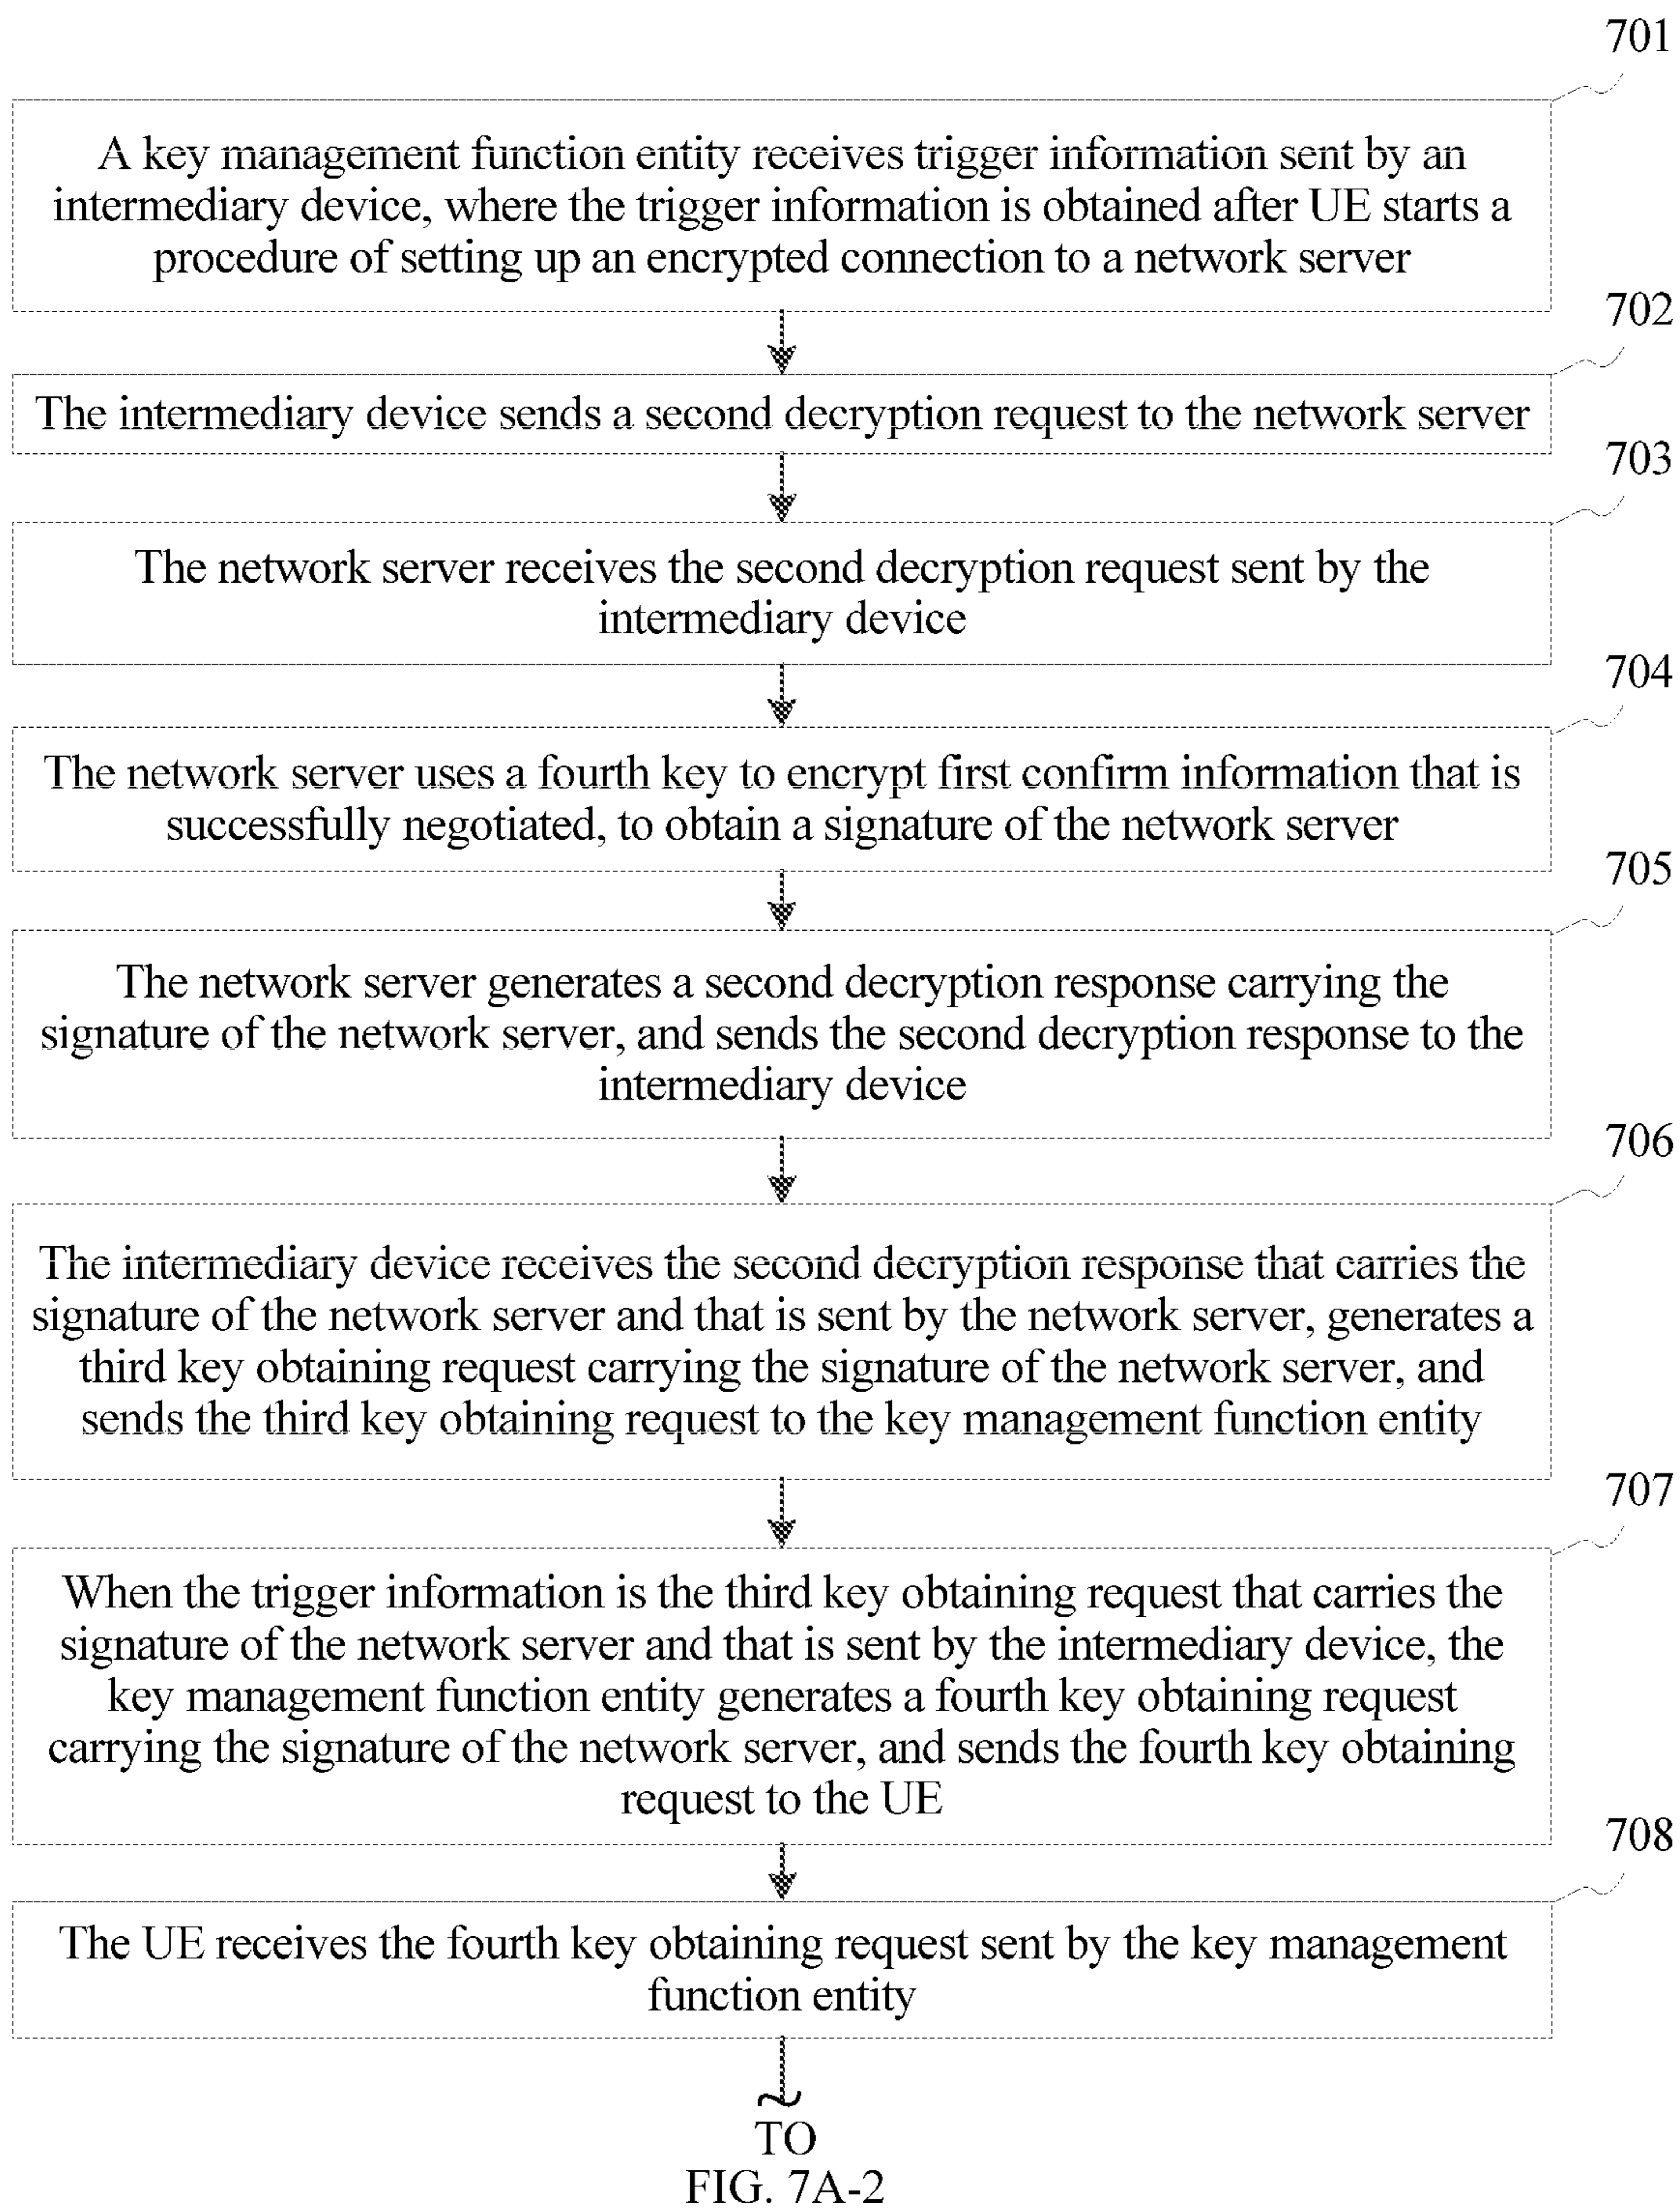 701
A key management function entity receives trigger information sent by an
intermediary device, where the trigger information is obtained after UE starts a
procedure of setting up an encrypted connection to a network server
702
The intermediary device sends a second decryption request to the network server
703
The network server receives the second decryption request sent by the
intermediary device
704
The network server uses a fourth key to encrypt first confirm information that is
successfully negotiated, to obtain a signature of the network server
705
The network server generates a second decryption response carrying the
signature of the network server, and sends the second decryption response to the
intermediary device
706
The intermediary device receives the second decryption response that carries the
signature of the network server and that is sent by the network server, generates a
third key obtaining request carrying the signature of the network server, and
sends the third key obtaining request to the key management function entity
707
When the trigger information is the third key obtaining request that carries the
signature of the network server and that is sent by the intermediary device, the
key management function entity generates a fourth key obtaining request
carrying the signature of the network server, and sends the fourth key obtaining
request to the UE
708
The UE receives the fourth key obtaining request sent by the key management
function entity
TO
FIG. 7A-2